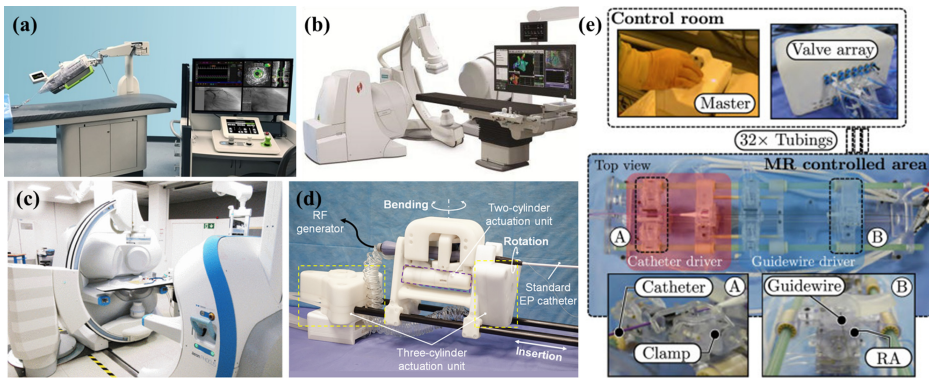 (a)
(b)
(c)
(d)
Bending
Two-cylinder
actuation unit
RF
generator
Rotation
Standard
EP catheter
Three-cylinder
actuation unit
Insertion
(e)
Control room
Valve array
Master
32× Tubings
Top view
MR controlled area
A
B
Catheter driver
Guidewire driver
Catheter
A
Clamp
Guidewire
B
RA